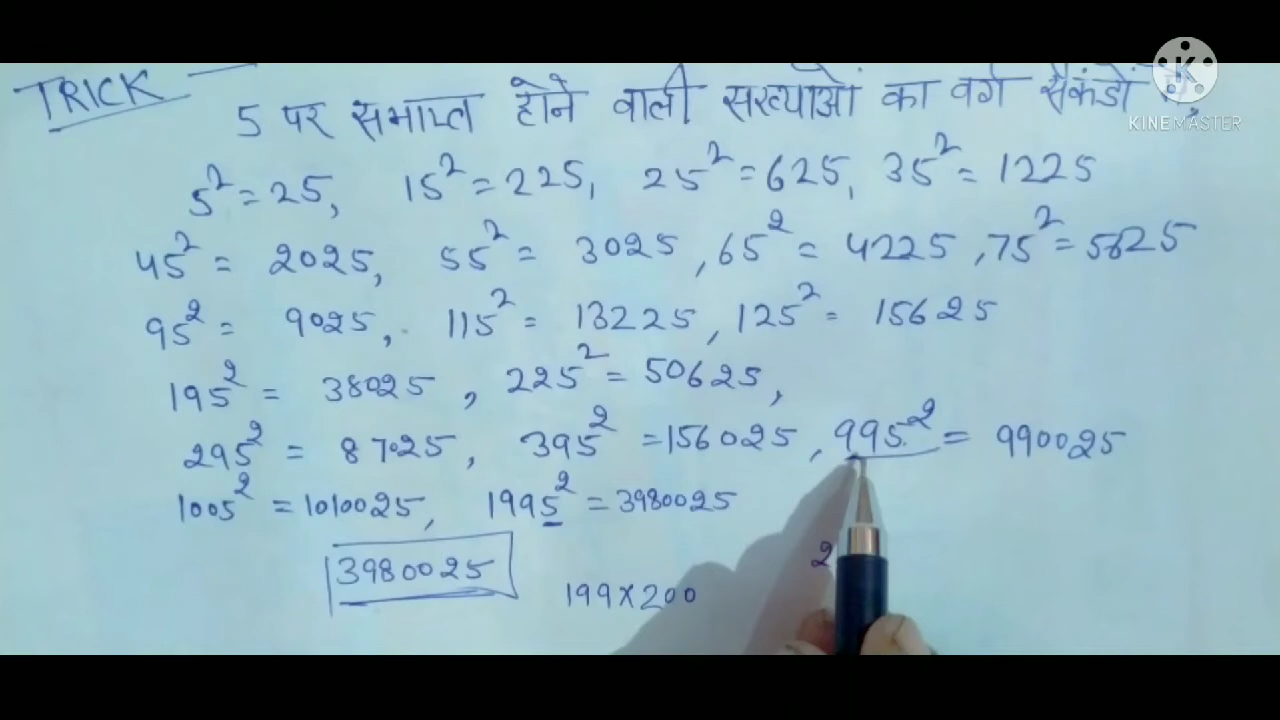 TRICK
5 पर समाप्त होने वाली संख्याओं का वर्ग सैकंडों में,
KINEMASTER
5² = 25, 15² = 225, 25² = 625, 35² = 1225
45² = 2025, 55² = 3025, 65² = 4225, 75² = 5625
95² = 9025, 115² = 13225, 125² = 15625
195² = 38025, 225² = 50625,
295² = 87025, 395² = 156025, 995² = 990025
1005² = 1010025, 1995² = 3980025
3980025
199×200
2